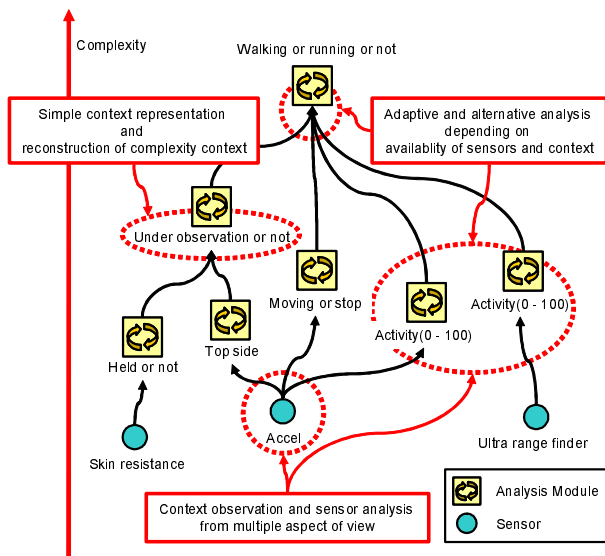 Complexity
Walking or running or not
Simple context representation
and
reconstruction of complexity context
Adaptive and alternative analysis
depending on
availablity of sensors and context
Under observation or not
Moving or stop
Activity(0 - 100)
Activity(0 - 100)
Top side
Held or not
Accel
Ultra range finder
Skin resistance
Context observation and sensor analysis
from multiple aspect of view
Analysis Module
Sensor